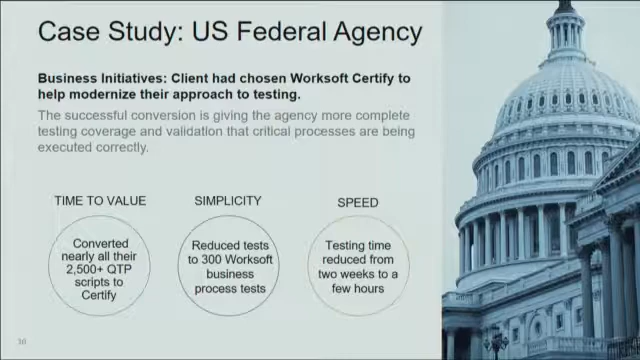 Case Study: US Federal Agency
Business Initiatives: Client had chosen Worksoft Certify to
help modernize their approach to testing.
The successful conversion is giving the agency more complete
testing coverage and validation that critical processes are being
executed correctly.
TIME TO VALUE
Converted
nearly all their
2,500+ QTP
scripts to
Certify
SIMPLICITY
Reduced tests
to 300 Worksoft
business
process tests
SPEED
Testing time
reduced from
two weeks to a
few hours